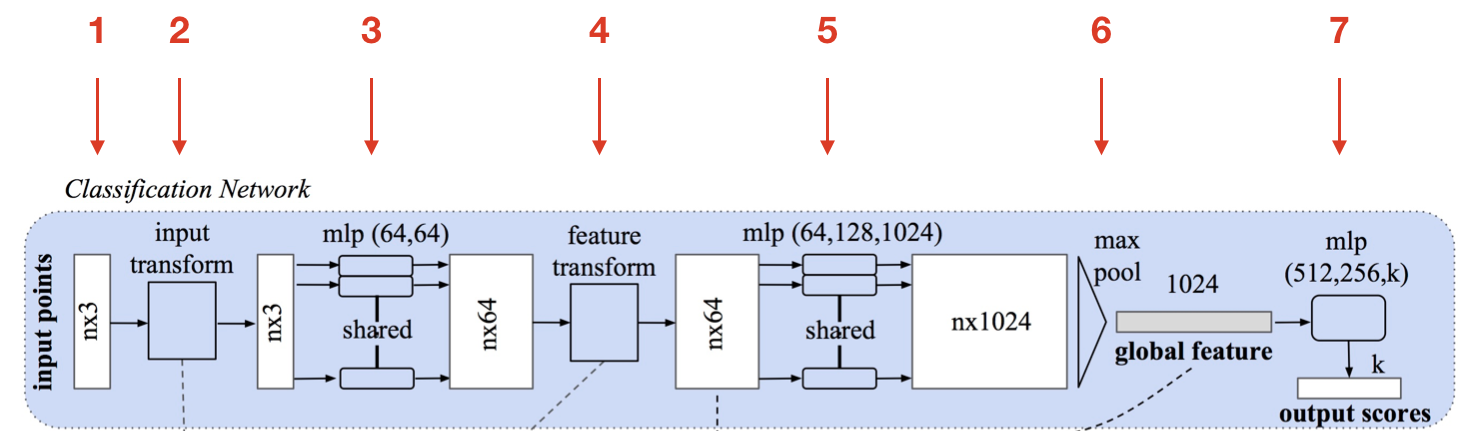 1 2 3 4 5 6 7
Classification Network
input points
nx3
input
transform
nx3
mlp (64,64)
shared
nx64
feature
transform
nx64
mlp (64,128,1024)
shared
nx1024
max
pool
1024
global feature
mlp
(512,256,k)
k
output scores